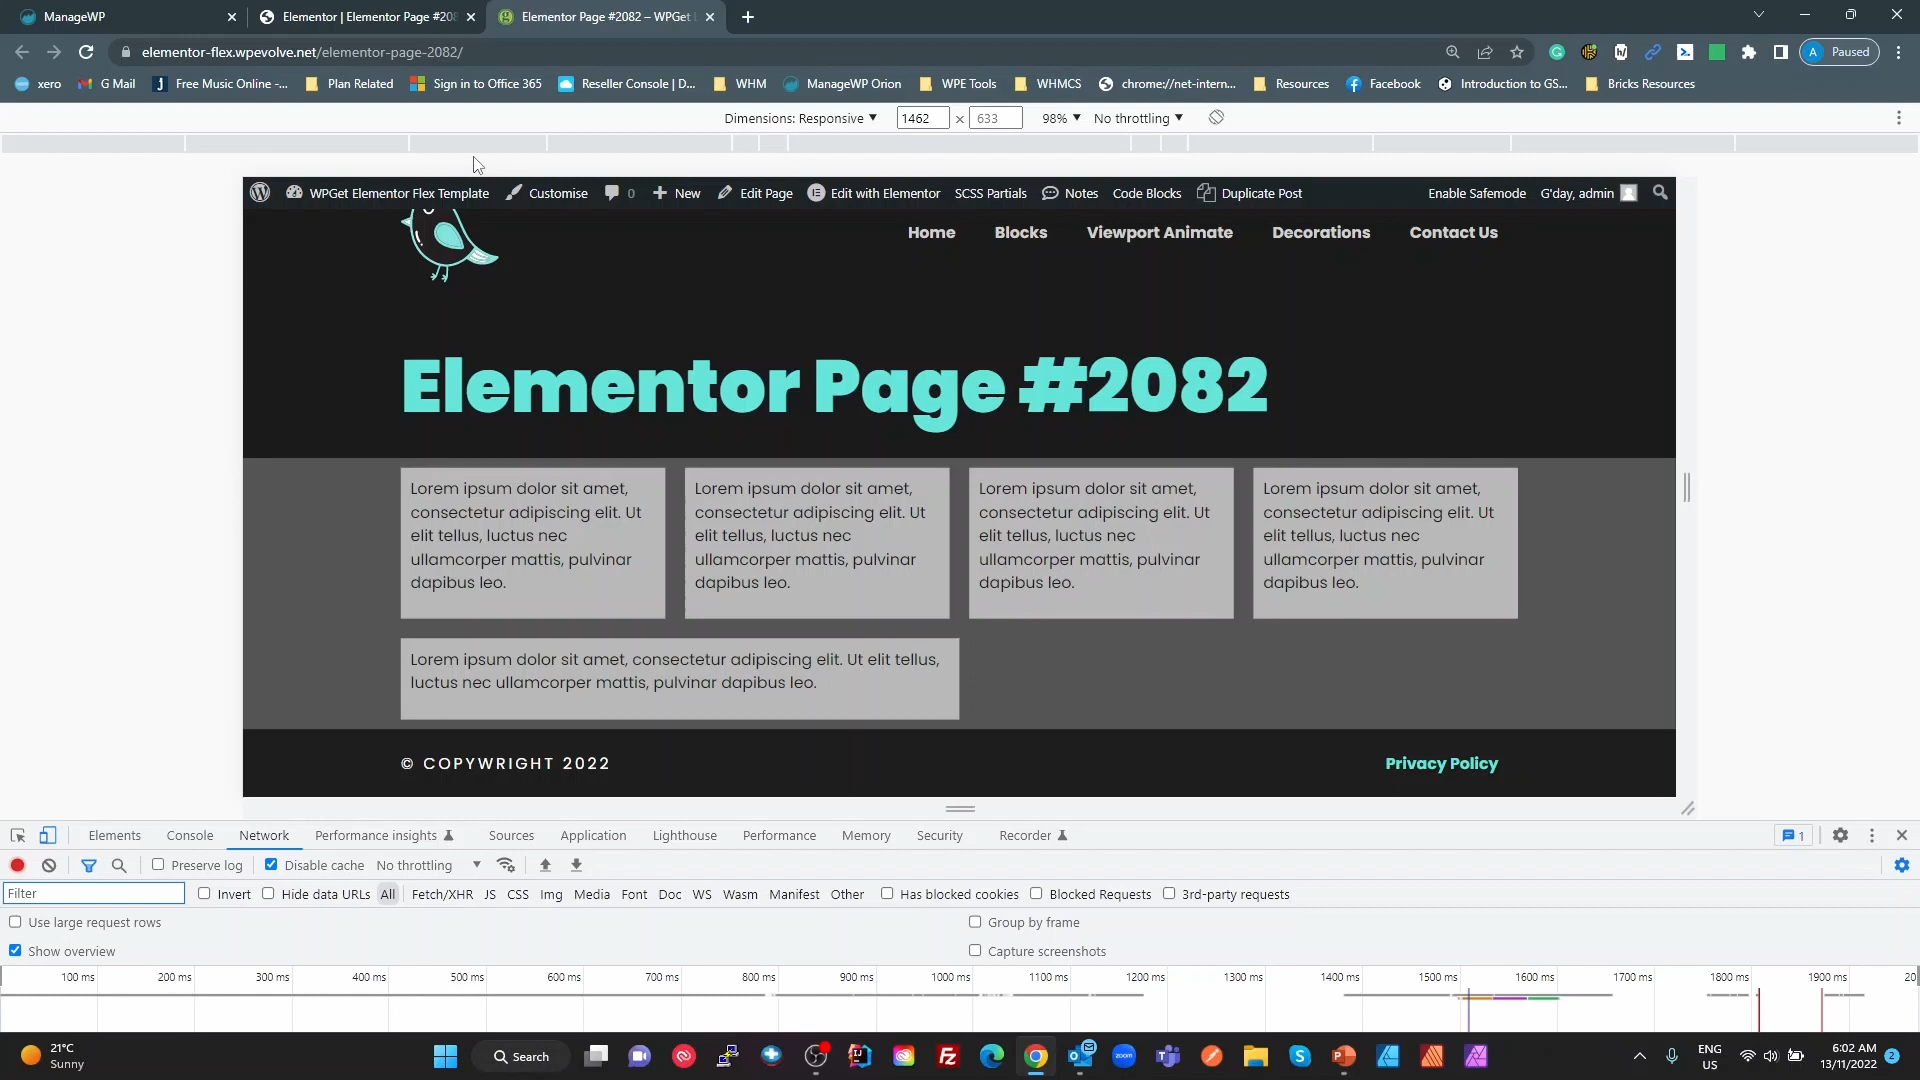 ManageWP
Elementor | Elementor Page #208
Elementor Page #2082 – WPGet E
elementor-flex.wpevolve.net/elementor-page-2082/
A Paused
xero
G Mail
Free Music Online -...
Plan Related
Sign in to Office 365
Reseller Console | D...
WHM
ManageWP Orion
WPE Tools
WHMCS
chrome://net-intern...
Resources
Facebook
Introduction to GS...
Bricks Resources
Dimensions: Responsive
1462 × 633
98%
No throttling
WPGet Elementor Flex Template
Customise
0
New
Edit Page
Edit with Elementor
SCSS Partials
Notes
Code Blocks
Duplicate Post
Enable Safemode
G'day, admin
Home
Blocks
Viewport Animate
Decorations
Contact Us
Elementor Page #2082
Lorem ipsum dolor sit amet,
consectetur adipiscing elit. Ut
elit tellus, luctus nec
ullamcorper mattis, pulvinar
dapibus leo.
Lorem ipsum dolor sit amet,
consectetur adipiscing elit. Ut
elit tellus, luctus nec
ullamcorper mattis, pulvinar
dapibus leo.
Lorem ipsum dolor sit amet,
consectetur adipiscing elit. Ut
elit tellus, luctus nec
ullamcorper mattis, pulvinar
dapibus leo.
Lorem ipsum dolor sit amet,
consectetur adipiscing elit. Ut
elit tellus, luctus nec
ullamcorper mattis, pulvinar
dapibus leo.
Lorem ipsum dolor sit amet, consectetur adipiscing elit. Ut elit tellus,
luctus nec ullamcorper mattis, pulvinar dapibus leo.
© COPYWRIGHT 2022
Privacy Policy
Elements
Console
Network
Performance insights
Sources
Application
Lighthouse
Performance
Memory
Security
Recorder
1
Preserve log
Disable cache
No throttling
Filter
Invert
Hide data URLs
All
Fetch/XHR
JS
CSS
Img
Media
Font
Doc
WS
Wasm
Manifest
Other
Has blocked cookies
Blocked Requests
3rd-party requests
Use large request rows
Group by frame
Show overview
Capture screenshots
100 ms
200 ms
300 ms
400 ms
500 ms
600 ms
700 ms
800 ms
900 ms
1000 ms
1100 ms
1200 ms
1300 ms
1400 ms
1500 ms
1600 ms
1700 ms
1800 ms
1900 ms
20
21°C
Sunny
Search
zoom
ENG
US
6:02 AM
13/11/2022
2